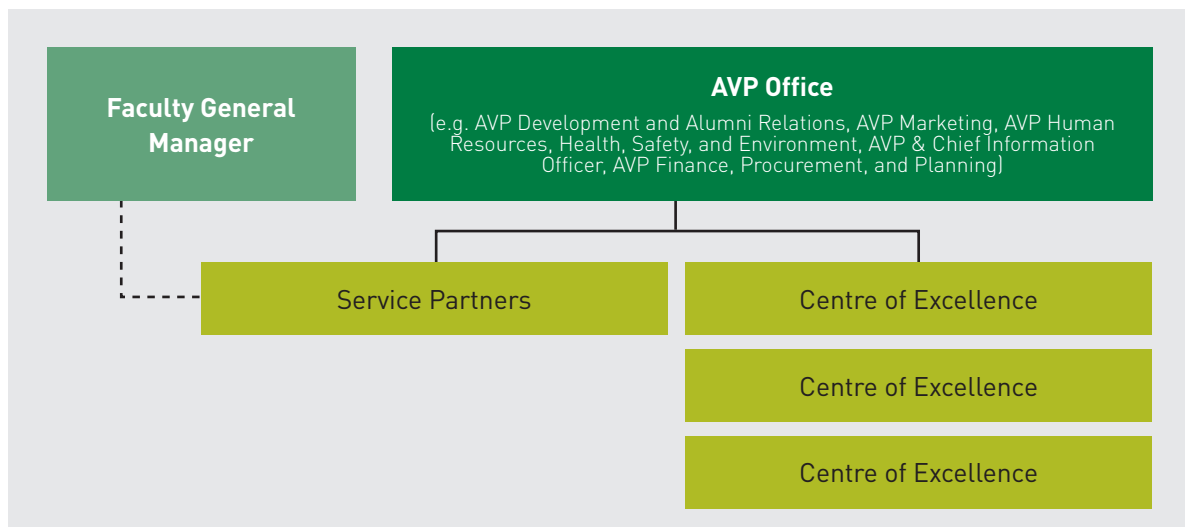 Faculty General
Manager
AVP Office
(e.g. AVP Development and Alumni Relations, AVP Marketing, AVP Human
Resources, Health, Safety, and Environment, AVP & Chief Information
Officer, AVP Finance, Procurement, and Planning)
Service Partners
Centre of Excellence
Centre of Excellence
Centre of Excellence